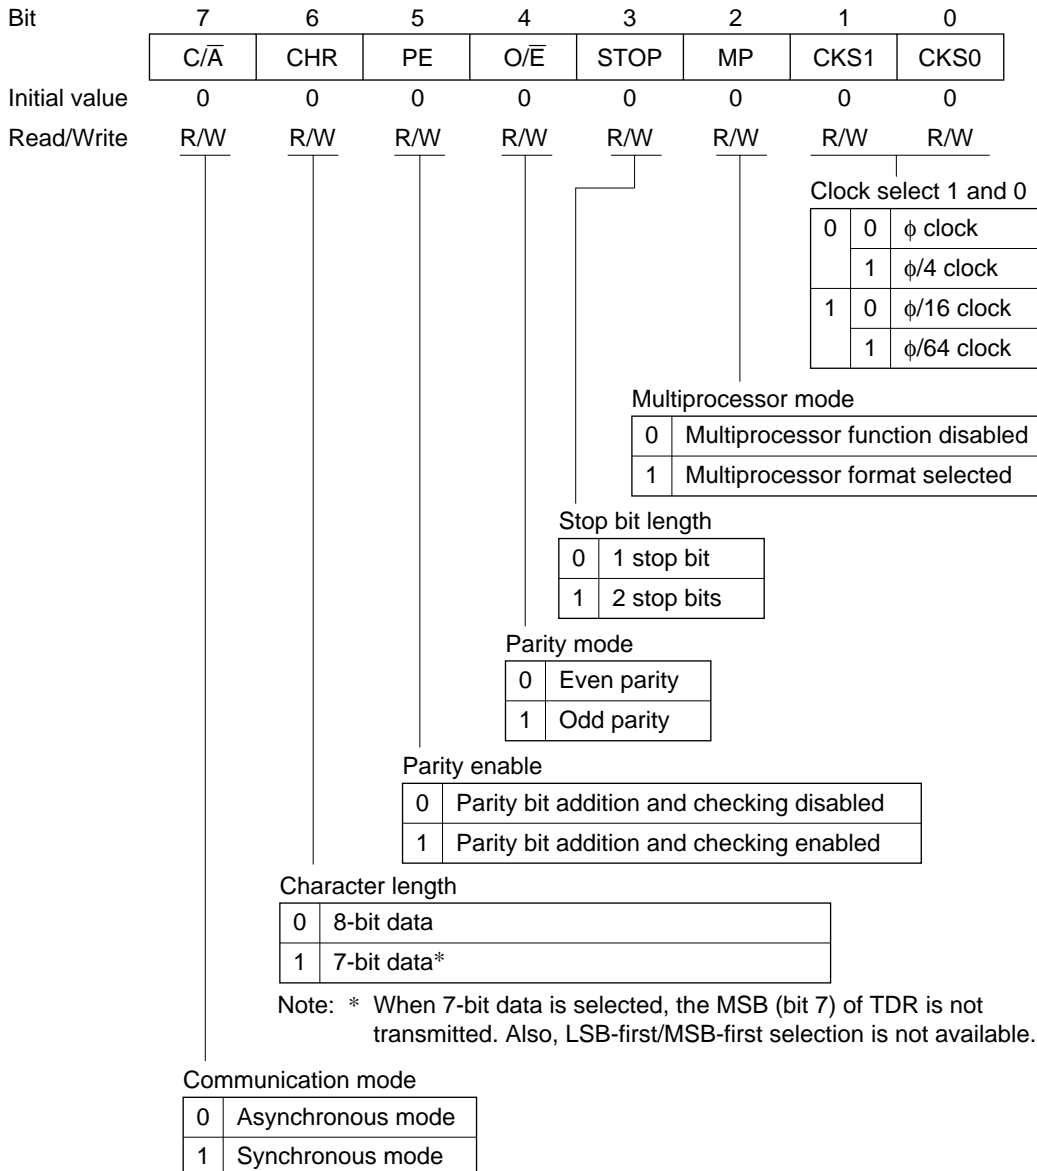 Bit 7 6 5 4 3 2 1 0
C/A̅ CHR PE O/E̅ STOP MP CKS1 CKS0
Initial value 0 0 0 0 0 0 0 0
Read/Write R/W R/W R/W R/W R/W R/W R/W R/W
Clock select 1 and 0
0 0 ϕ clock
1 ϕ/4 clock
1 0 ϕ/16 clock
1 ϕ/64 clock
Multiprocessor mode
0 Multiprocessor function disabled
1 Multiprocessor format selected
Stop bit length
0 1 stop bit
1 2 stop bits
Parity mode
0 Even parity
1 Odd parity
Parity enable
0 Parity bit addition and checking disabled
1 Parity bit addition and checking enabled
Character length
0 8-bit data
1 7-bit data*
Note: * When 7-bit data is selected, the MSB (bit 7) of TDR is not
transmitted. Also, LSB-first/MSB-first selection is not available.
Communication mode
0 Asynchronous mode
1 Synchronous mode